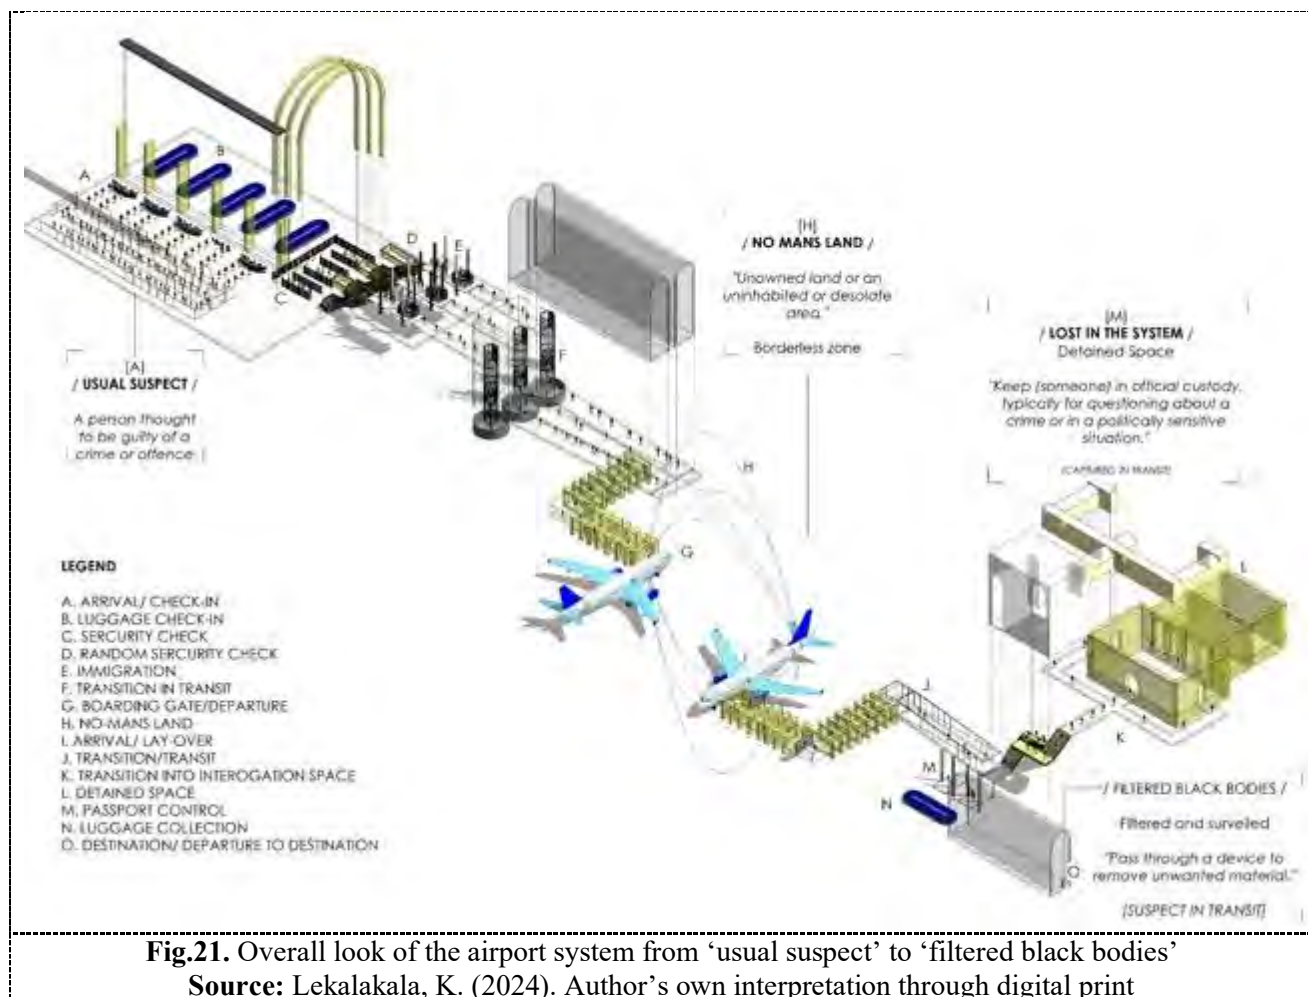 A
B
C
D
E
F
[A]
/ USUAL SUSPECT /
A person thought
to be guilty of a
crime or offence
[H]
/ NO MANS LAND /
"Unowned land or an
uninhabited or desolate
area."
Borderless zone
[M]
/ LOST IN THE SYSTEM /
Detained Space
"Keep (someone) in official custody,
typically for questioning about a
crime or in a politically sensitive
situation."
(CAPTURED IN TRANSIT)
H
G
L
J
K
M
N
O
LEGEND
A. ARRIVAL/ CHECK-IN
B. LUGGAGE CHECK-IN
C. SERCURITY CHECK
D. RANDOM SERCURITY CHECK
E. IMMIGRATION
F. TRANSITION IN TRANSIT
G. BOARDING GATE/DEPARTURE
H. NO-MANS LAND
I. ARRIVAL/ LAY-OVER
J. TRANSITION/TRANSIT
K. TRANSITION INTO INTEROGATION SPACE
L. DETAINED SPACE
M. PASSPORT CONTROL
N. LUGGAGE COLLECTION
O. DESTINATION/ DEPARTURE TO DESTINATION
/ FILTERED BLACK BODIES /
Filtered and surveiled
"Pass through a device to
remove unwanted material."
[SUSPECT IN TRANSIT]
Fig.21. Overall look of the airport system from ‘usual suspect’ to ‘filtered black bodies’
Source: Lekalakala, K. (2024). Author’s own interpretation through digital print